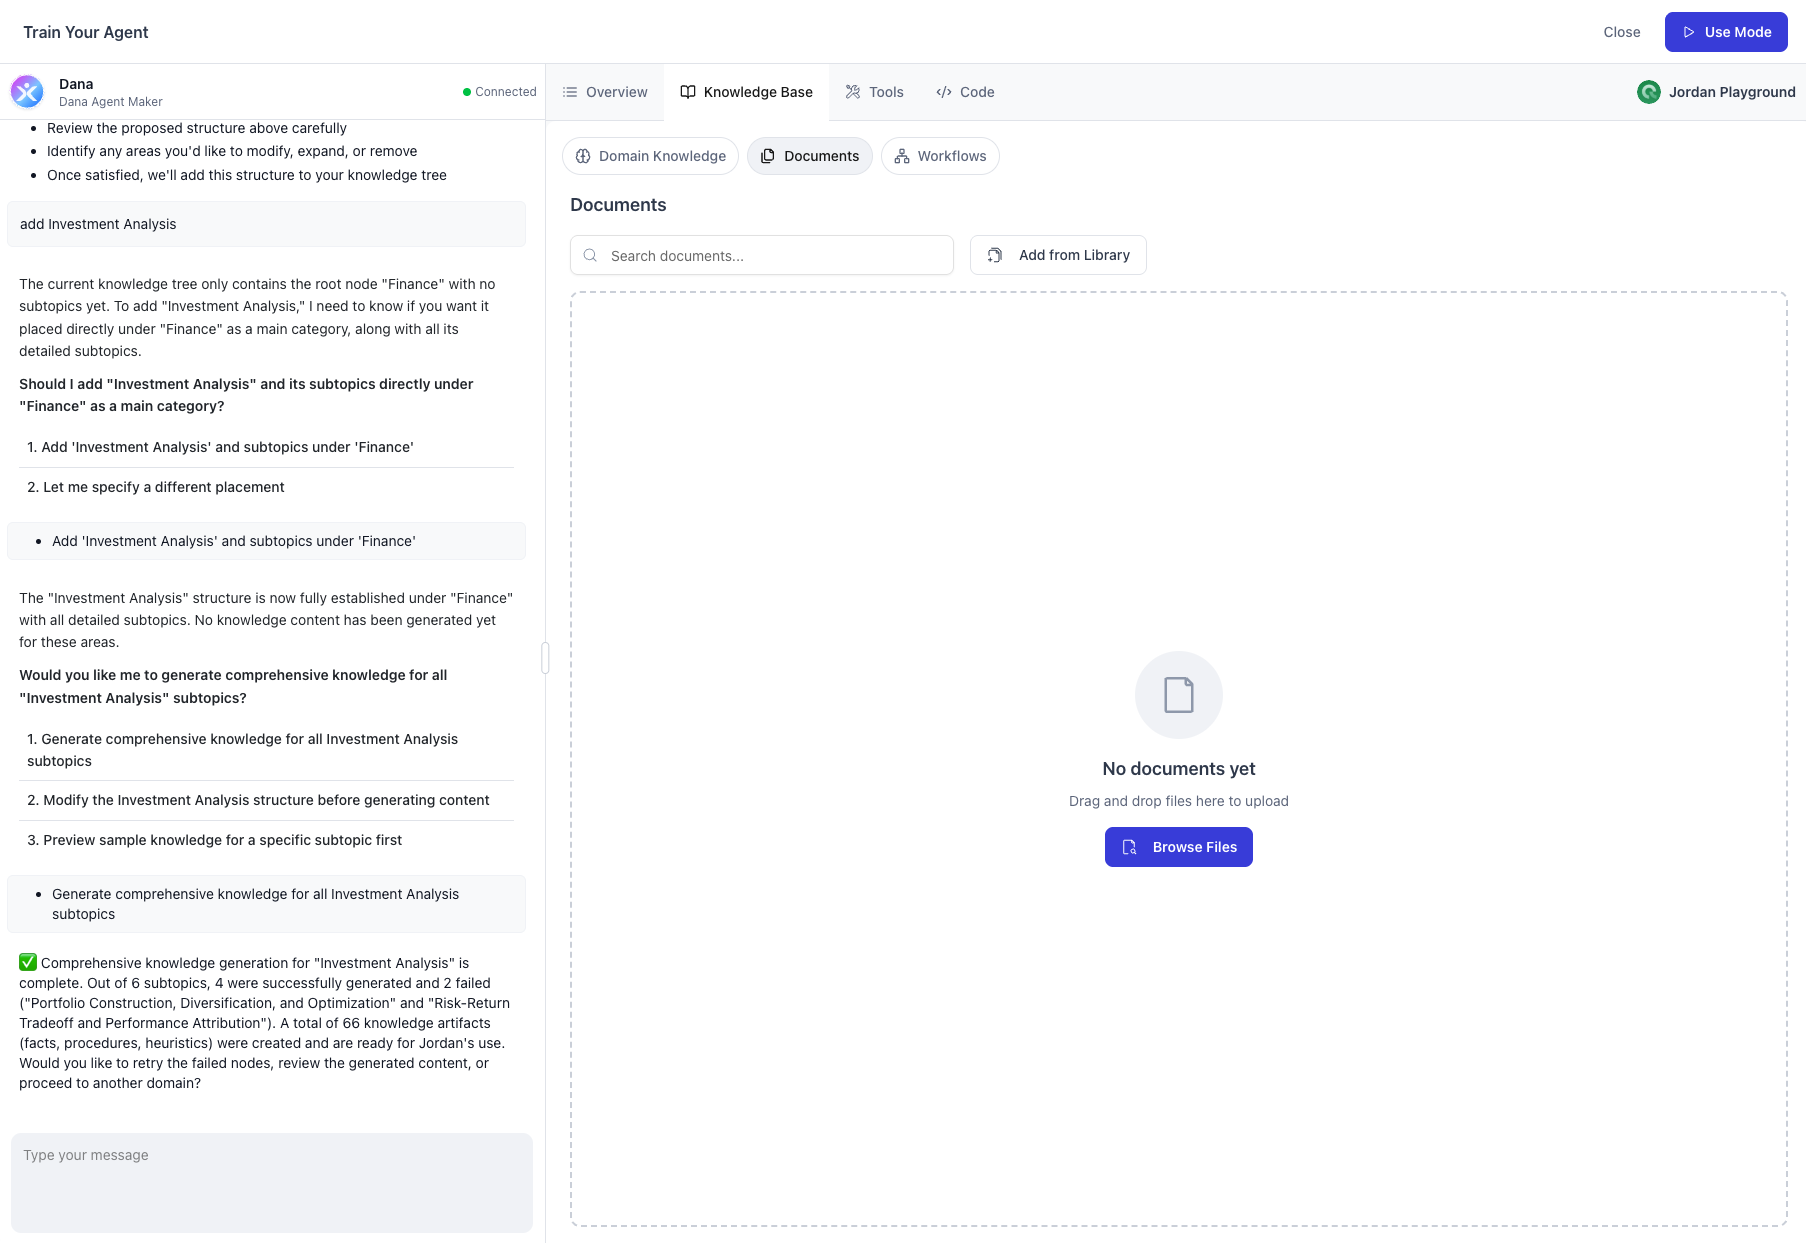 Train Your Agent
Close
Use Mode
Dana
Dana Agent Maker
Connected
Review the proposed structure above carefully
Identify any areas you'd like to modify, expand, or remove
Once satisfied, we'll add this structure to your knowledge tree
add Investment Analysis
The current knowledge tree only contains the root node "Finance" with no
subtopics yet. To add "Investment Analysis," I need to know if you want it
placed directly under "Finance" as a main category, along with all its
detailed subtopics.
Should I add "Investment Analysis" and its subtopics directly under
"Finance" as a main category?
1. Add 'Investment Analysis' and subtopics under 'Finance'
2. Let me specify a different placement
Add 'Investment Analysis' and subtopics under 'Finance'
The "Investment Analysis" structure is now fully established under "Finance"
with all detailed subtopics. No knowledge content has been generated yet
for these areas.
Would you like me to generate comprehensive knowledge for all
"Investment Analysis" subtopics?
1. Generate comprehensive knowledge for all Investment Analysis
subtopics
2. Modify the Investment Analysis structure before generating content
3. Preview sample knowledge for a specific subtopic first
Generate comprehensive knowledge for all Investment Analysis
subtopics
✅ Comprehensive knowledge generation for "Investment Analysis" is
complete. Out of 6 subtopics, 4 were successfully generated and 2 failed
("Portfolio Construction, Diversification, and Optimization" and "Risk-Return
Tradeoff and Performance Attribution"). A total of 66 knowledge artifacts
(facts, procedures, heuristics) were created and are ready for Jordan's use.
Would you like to retry the failed nodes, review the generated content, or
proceed to another domain?
Type your message
Overview
Knowledge Base
Tools
Code
Jordan Playground
Domain Knowledge
Documents
Workflows
Documents
Search documents...
Add from Library
No documents yet
Drag and drop files here to upload
Browse Files